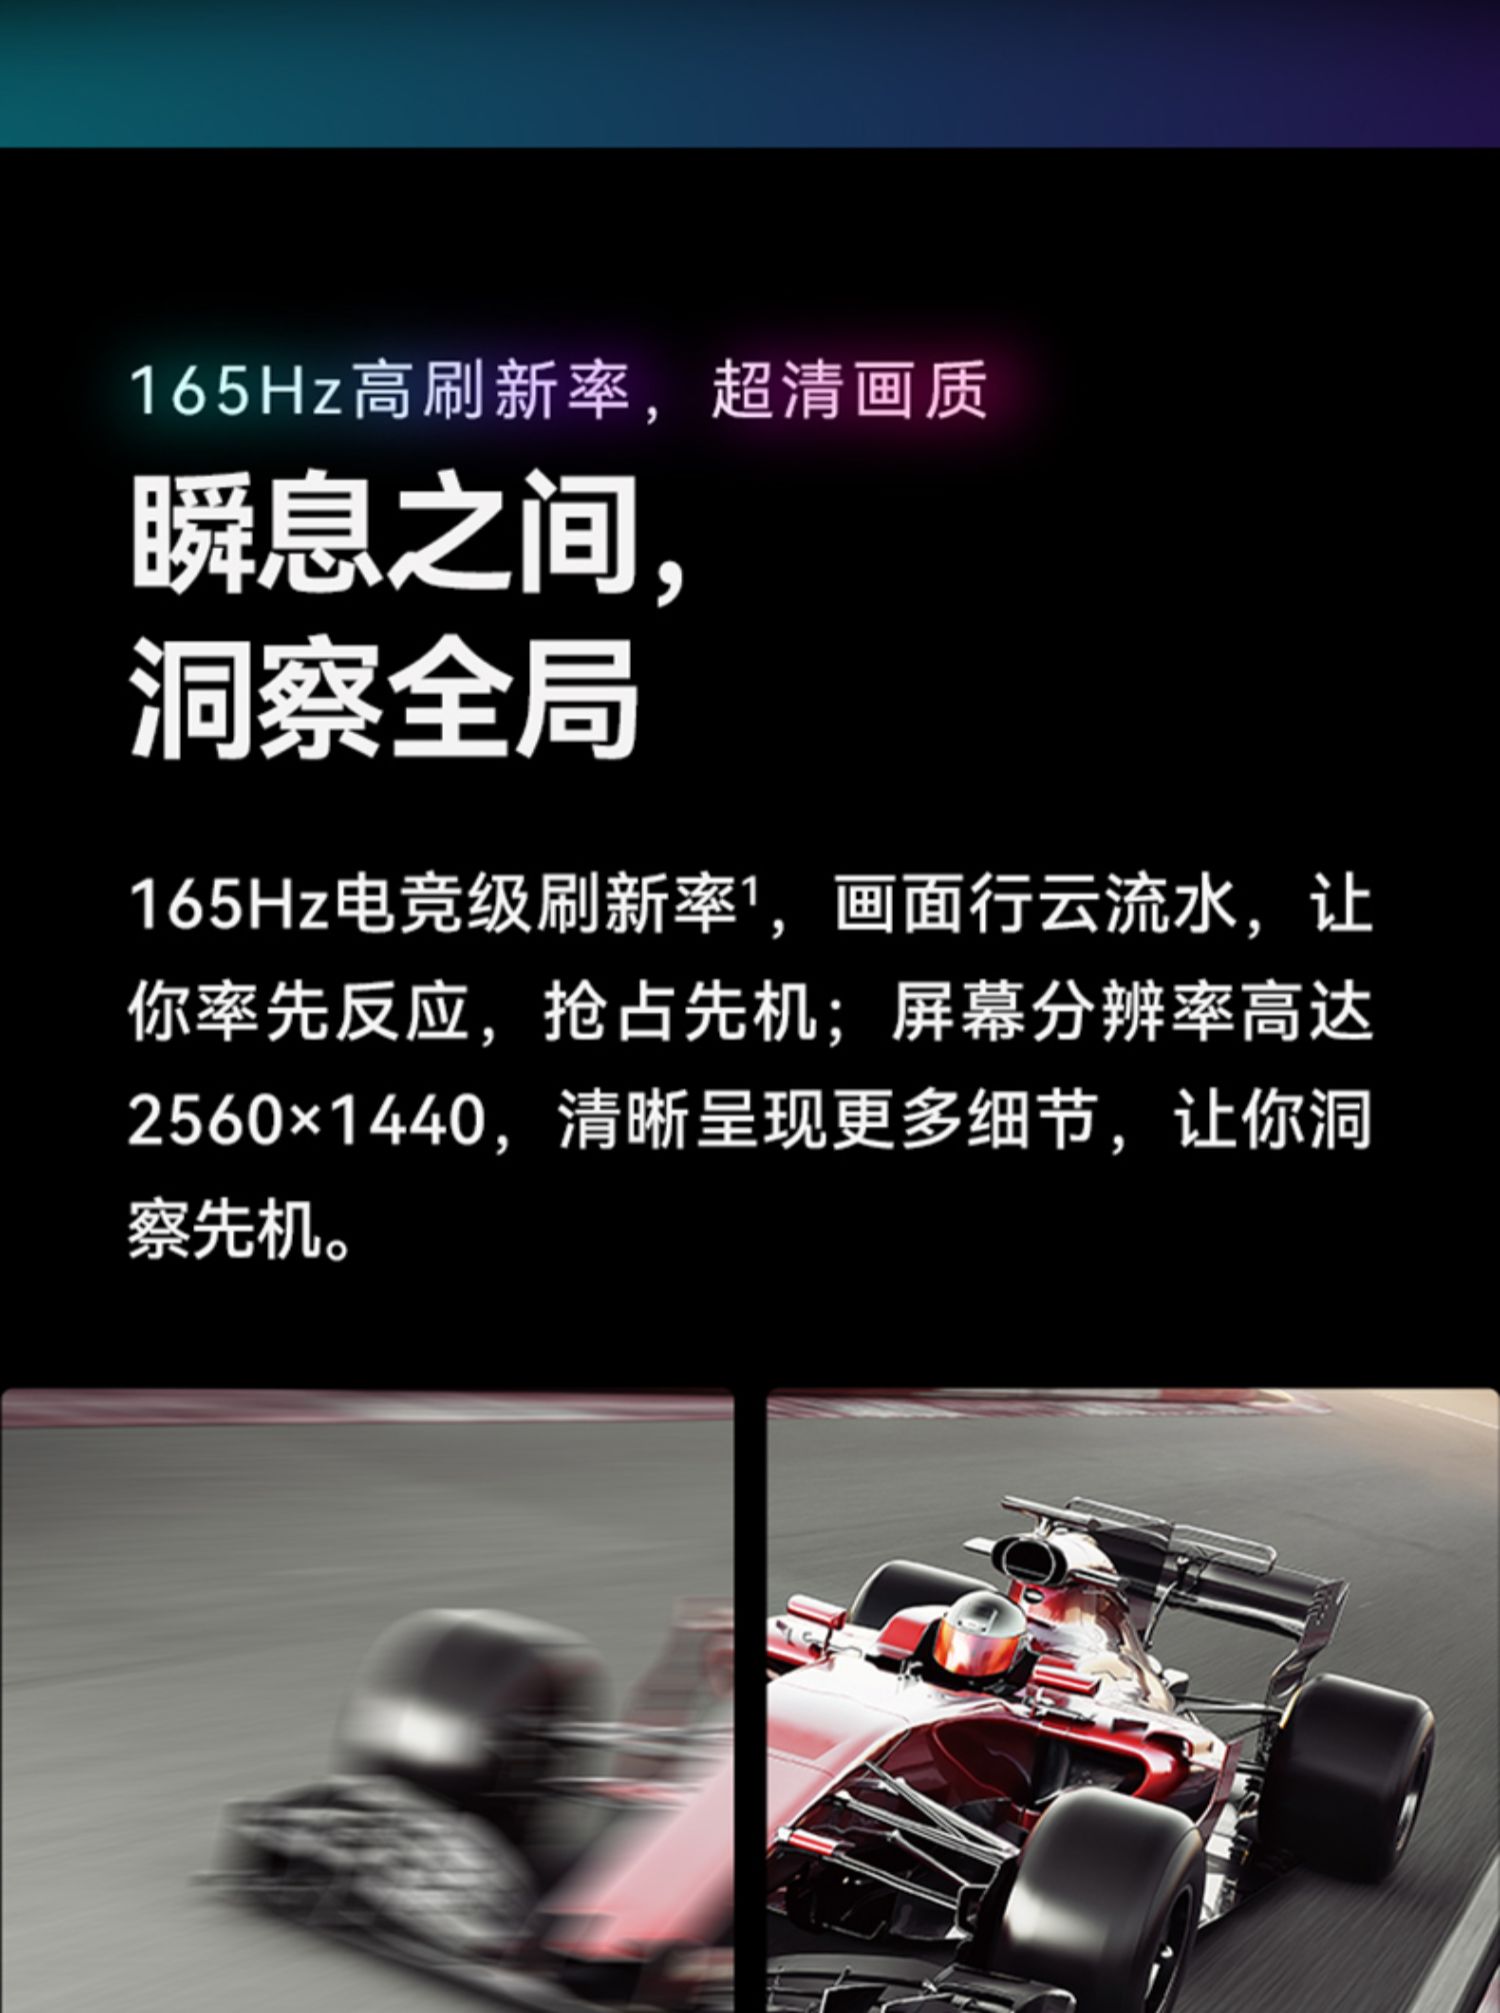 165Hz高刷新率，超清画质
瞬息之间，
洞察全局
165Hz电竞级刷新率¹，画面行云流水，让
你率先反应，抢占先机；屏幕分辨率高达
2560×1440，清晰呈现更多细节，让你洞
察先机。